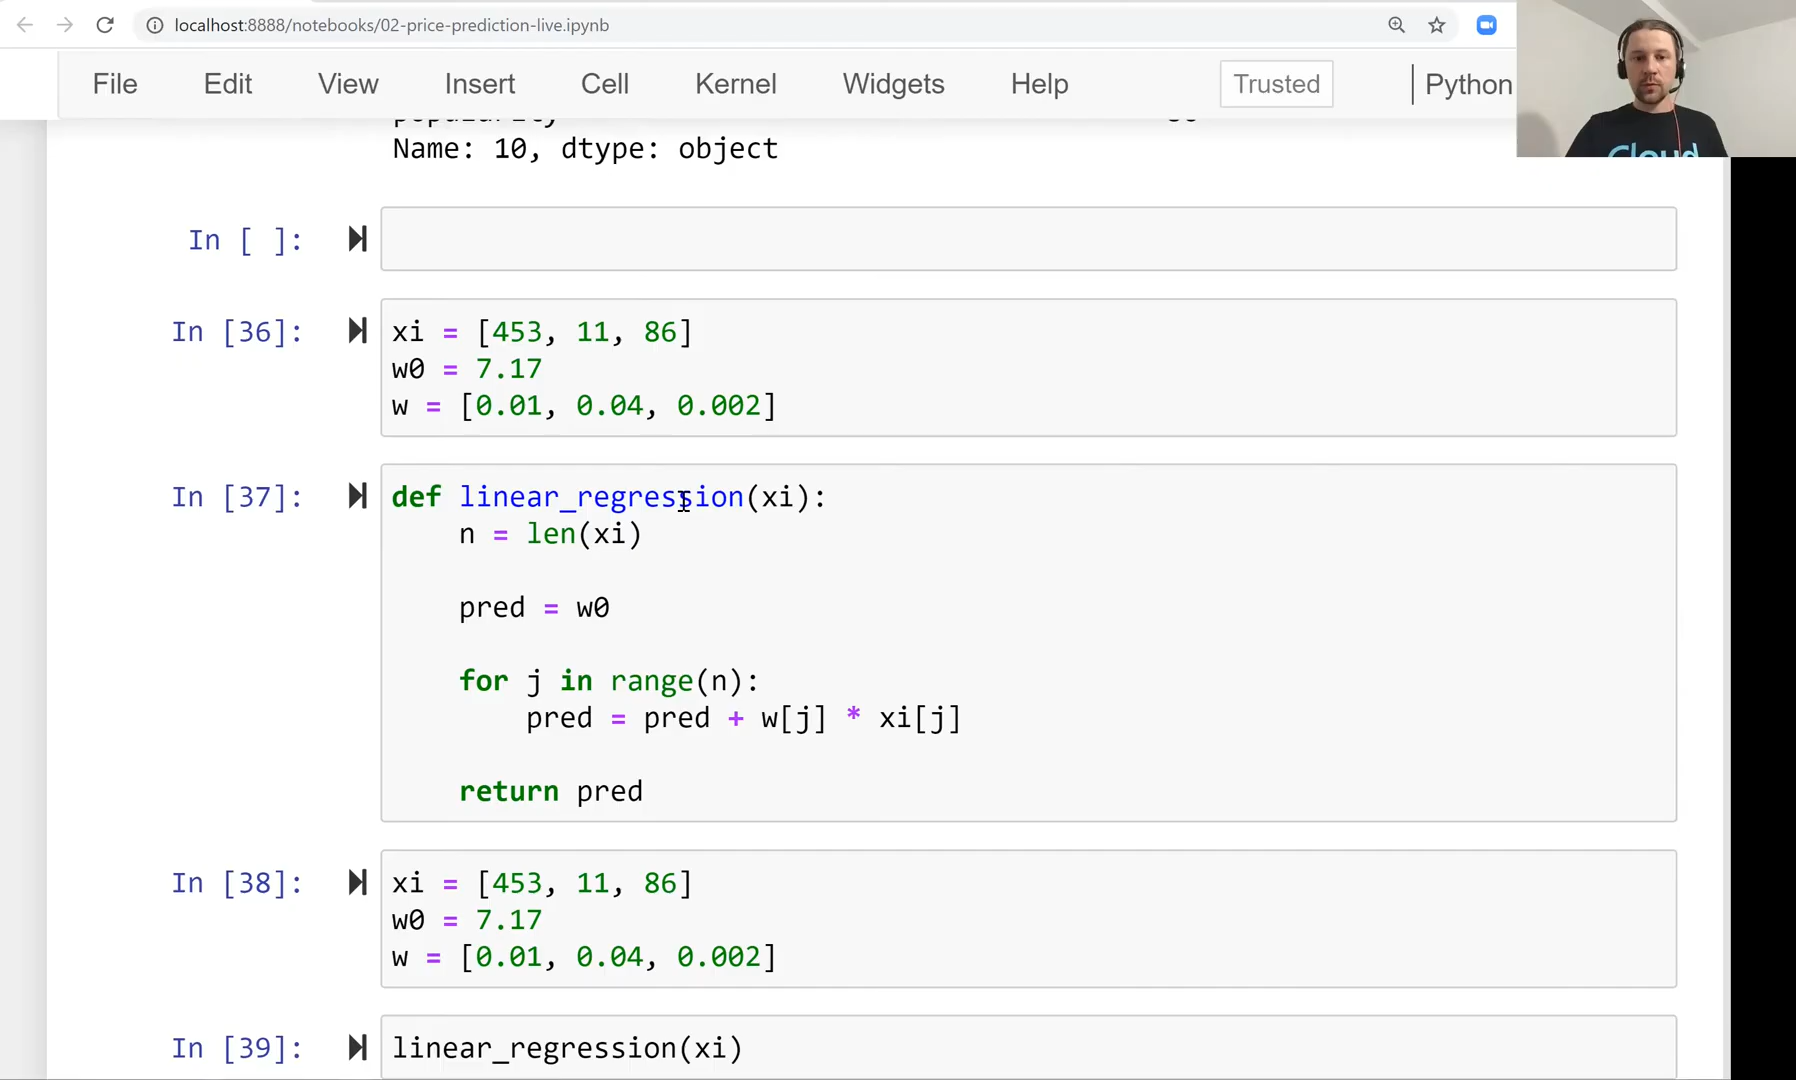 localhost:8888/notebooks/02-price-prediction-live.ipynb
File Edit View Insert Cell Kernel Widgets Help Trusted Python
Cloud
Name: 10, dtype: object
In [ ]:
In [36]:
xi = [453, 11, 86]
w0 = 7.17
w = [0.01, 0.04, 0.002]
In [37]:
def linear_regression(xi):
n = len(xi)
pred = w0
for j in range(n):
pred = pred + w[j] * xi[j]
return pred
In [38]:
xi = [453, 11, 86]
w0 = 7.17
w = [0.01, 0.04, 0.002]
In [39]:
linear_regression(xi)